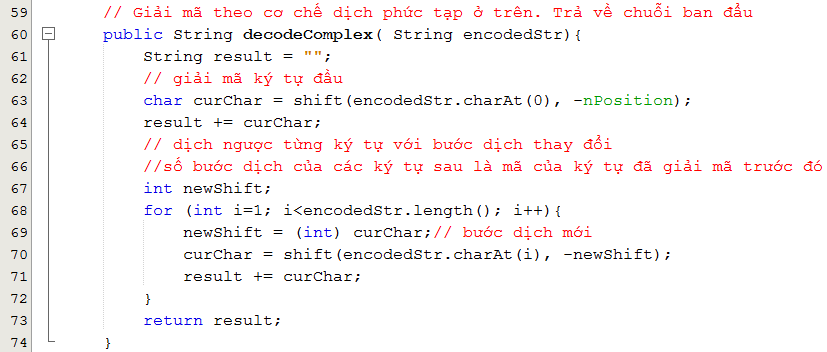 59 // Giải mã theo cơ chế dịch phức tạp ở trên. Trả về chuỗi ban đầu
60 public String decodeComplex( String encodedStr){
61 String result = "";
62 // giải mã ký tự đầu
63 char curChar = shift(encodedStr.charAt(0), -nPosition);
64 result += curChar;
65 // dịch ngược từng ký tự với bước dịch thay đổi
66 //số bước dịch của các ký tự sau là mã của ký tự đã giải mã trước đó
67 int newShift;
68 for (int i=1; i<encodedStr.length(); i++){
69 newShift = (int) curChar;// bước dịch mới
70 curChar = shift(encodedStr.charAt(i), -newShift);
71 result += curChar;
72 }
73 return result;
74 }